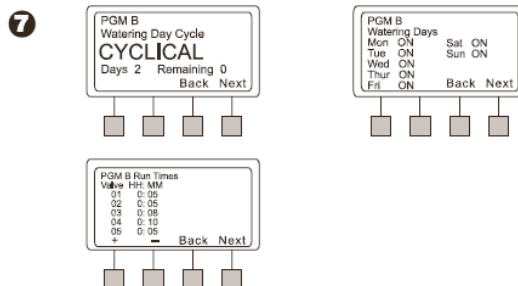 7
PGM B
Watering Day Cycle
CYCLICAL
Days 2 Remaining 0
Back Next
PGM B
Watering Days
Mon ON Sat ON
Tue ON Sun ON
Wed ON
Thur ON
Fri ON Back Next
PGM B Run Times
Valve HH: MM
01 0: 05
02 0: 05
03 0: 08
04 0: 10
05 0: 05
+ − Back Next